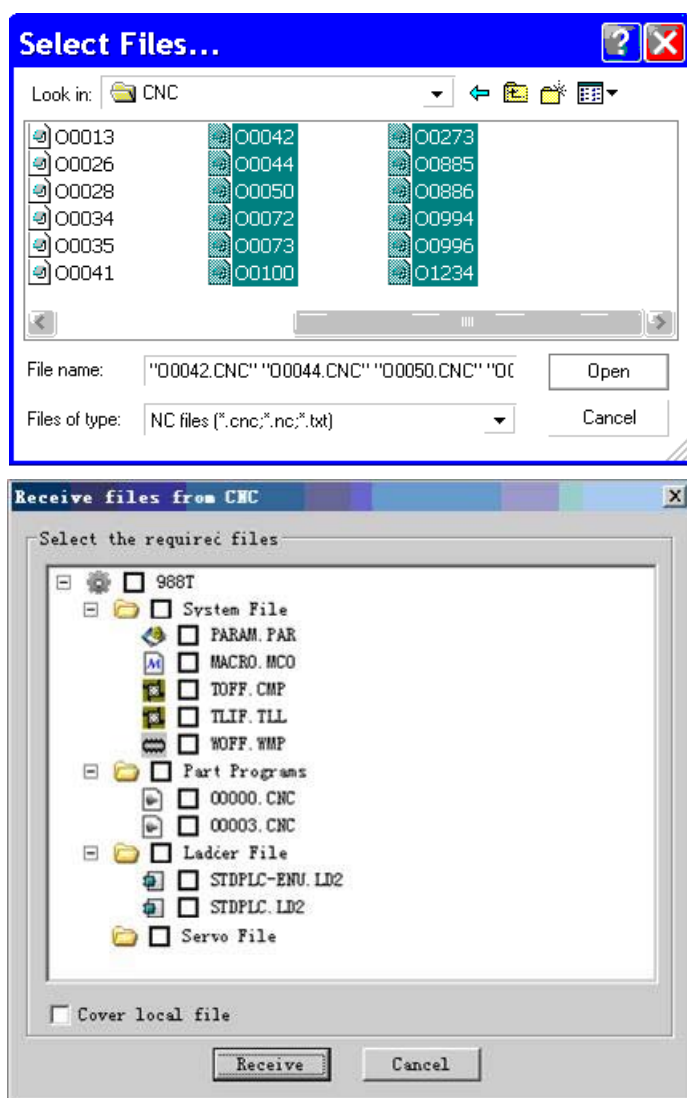 Select Files...
Look in: CNC
O0013 O0042 O0273
O0026 O0044 O0885
O0028 O0050 O0886
O0034 O0072 O0994
O0035 O0073 O0996
O0041 O0100 O1234
File name: "O0042.CNC" "O0044.CNC" "O0050.CNC" "O( Open
Files of type: NC files (*.cnc;*.nc;*.txt) Cancel
Receive files from CNC
Select the required files
988T
System File
PARAM.PAR
MACRO.MCO
TOFF.CMP
TLIF.TLL
WOFF.WMP
Part Programs
O0000.CNC
O0003.CNC
Ladder File
STDPLC-ENU.LD2
STDPLC.LD2
Servo File
Cover local file
Receive Cancel